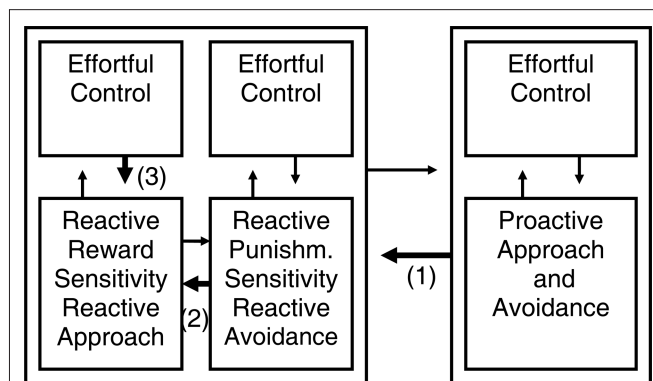 Effortful
Control
Effortful
Control
Effortful
Control
(3)
Reactive
Reward
Sensitivity
Reactive
Approach
(2)
Reactive
Punishm.
Sensitivity
Reactive
Avoidance
(1)
Proactive
Approach
and
Avoidance